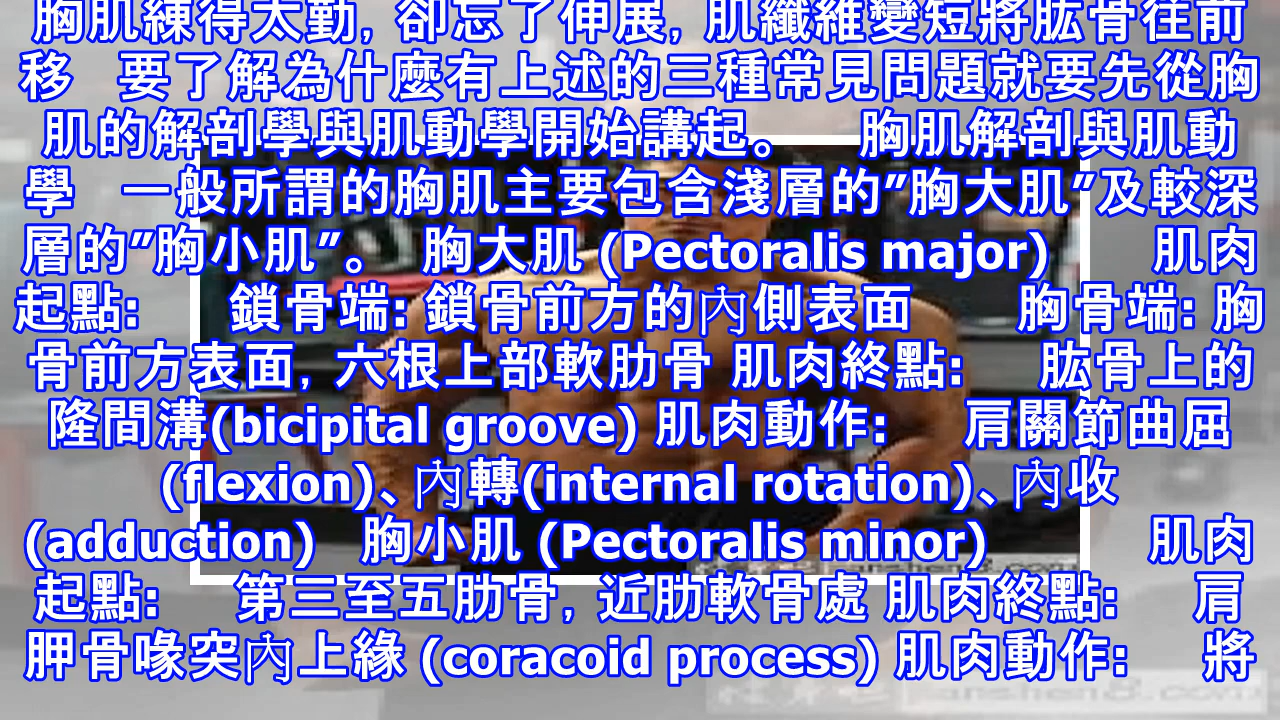 胸肌練得太勤, 卻忘了伸展, 肌纖維變短將肱骨往前
移 要了解為什麼有上述的三種常見問題就要先從胸
肌的解剖學與肌動學開始講起。 胸肌解剖與肌動
學 一般所謂的胸肌主要包含淺層的”胸大肌”及較深
層的”胸小肌”。 胸大肌 (Pectoralis major) 肌肉
起點: 鎖骨端: 鎖骨前方的內側表面 胸骨端: 胸
骨前方表面, 六根上部軟肋骨 肌肉終點: 肱骨上的
隆間溝(bicipital groove) 肌肉動作: 肩關節曲屈
(flexion)、內轉(internal rotation)、內收
(adduction) 胸小肌 (Pectoralis minor) 肌肉
起點: 第三至五肋骨, 近肋軟骨處 肌肉終點: 肩
胛骨喙突內上緣 (coracoid process) 肌肉動作: 將